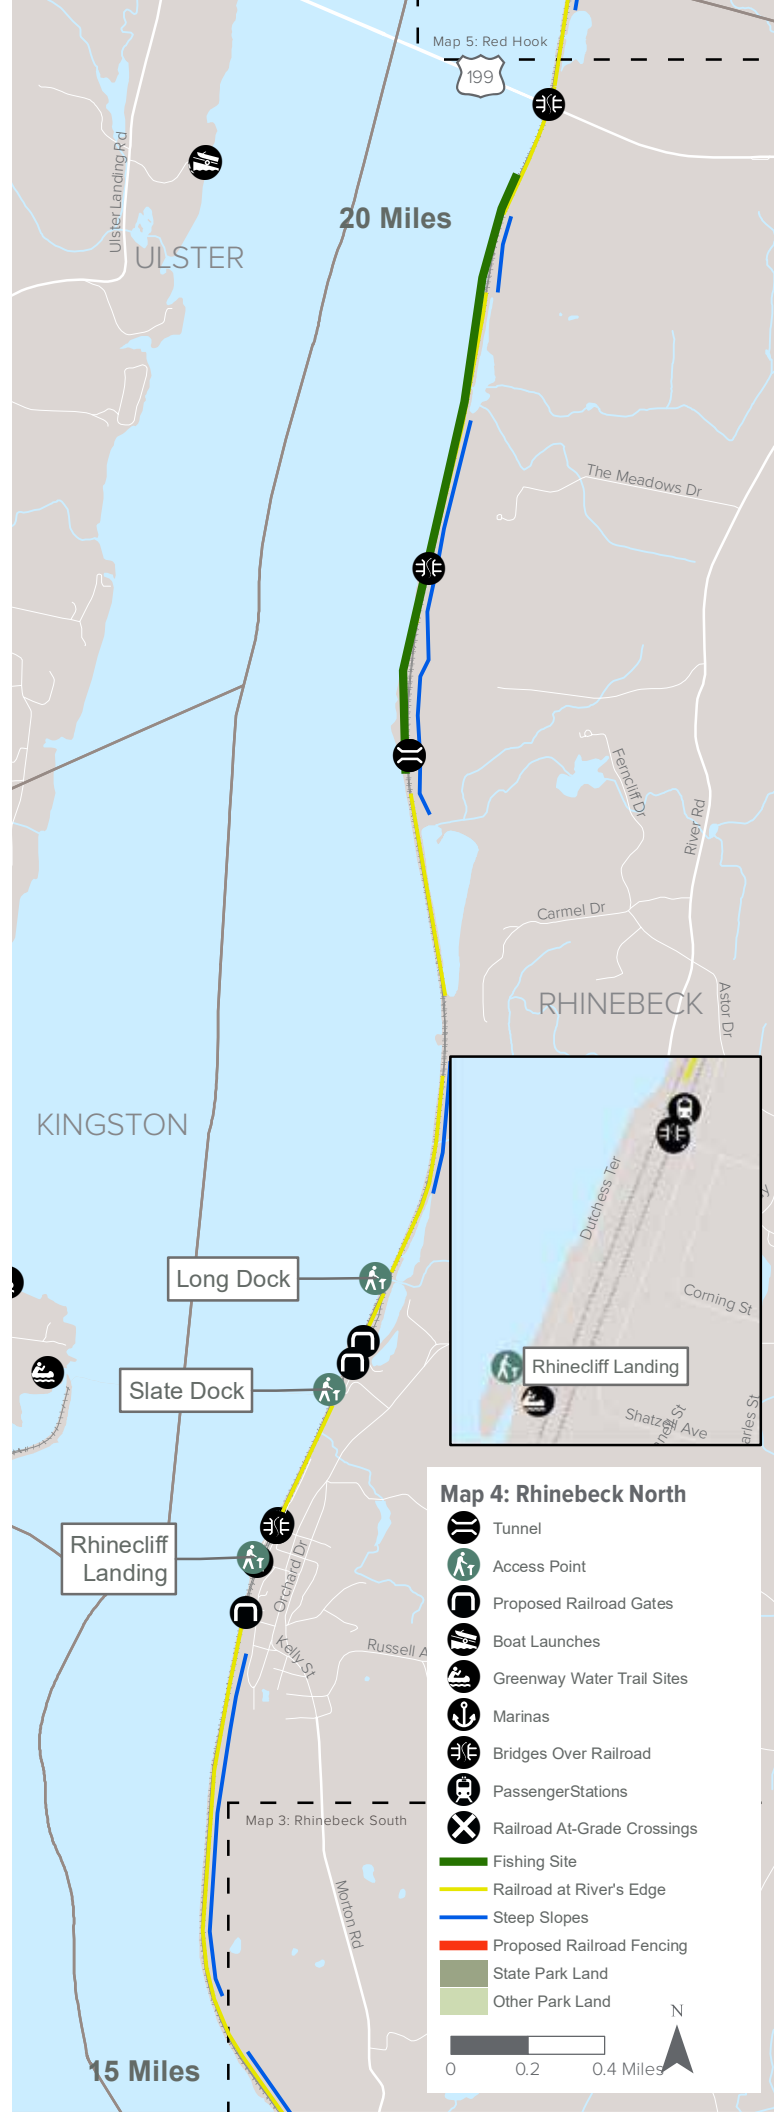 Map 5: Red Hook
199
Ulster Landing Rd
20 Miles
ULSTER
The Meadows Dr
Ferncliff Dr
River Rd
Carmel Dr
Astor Dr
RHINEBECK
KINGSTON
Dutchess Ter
Long Dock
Corning St
Rhinecliff Landing
Slate Dock
Shatzell Ave
Rhinecliff
Landing
Orchard Dr
Kelly St
Russell A
Map 3: Rhinebeck South
Morton Rd
15 Miles
Map 4: Rhinebeck North
Tunnel
Access Point
Proposed Railroad Gates
Boat Launches
Greenway Water Trail Sites
Marinas
Bridges Over Railroad
PassengerStations
Railroad At-Grade Crossings
Fishing Site
Railroad at River's Edge
Steep Slopes
Proposed Railroad Fencing
State Park Land
Other Park Land
N
0 0.2 0.4 Miles